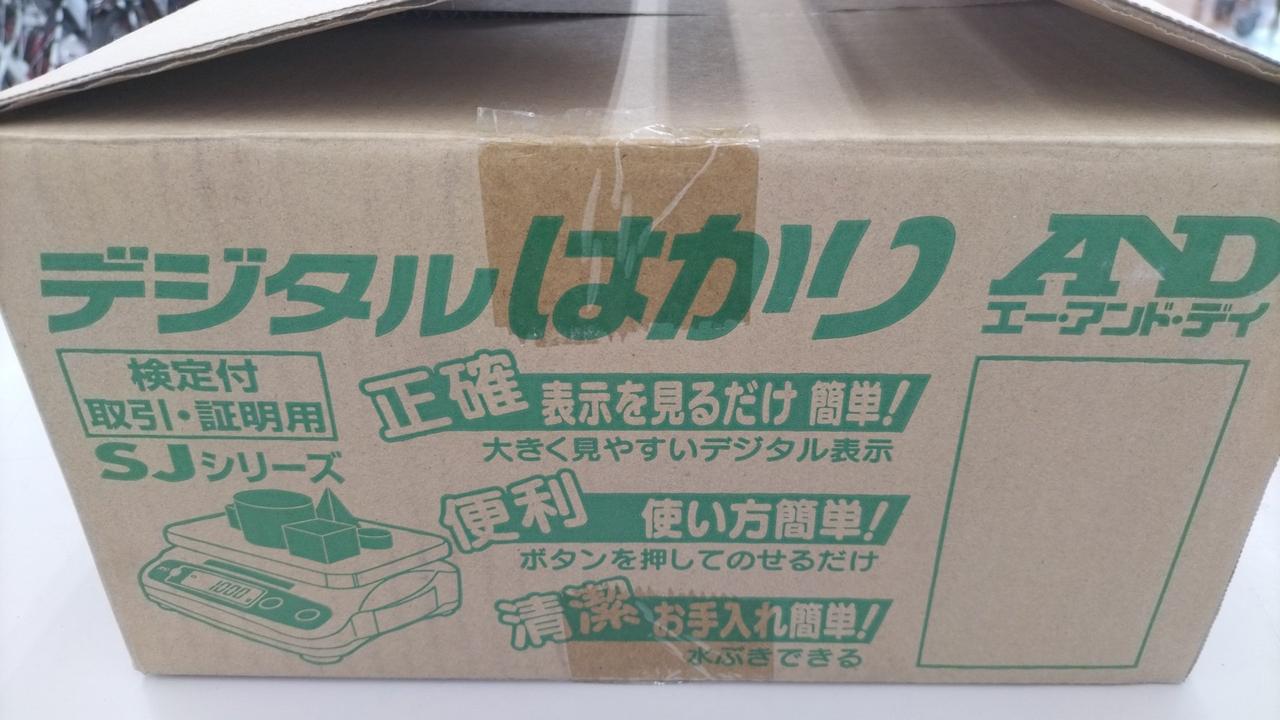 デジタルはかり
AND
エー・アンド・デイ
検定付
取引・証明用
SJシリーズ
正確 表示を見るだけ 簡単!
大きく見やすいデジタル表示
便利 使い方簡単!
ボタンを押してのせるだけ
清潔 お手入れ簡単!
水ぶきできる
1000